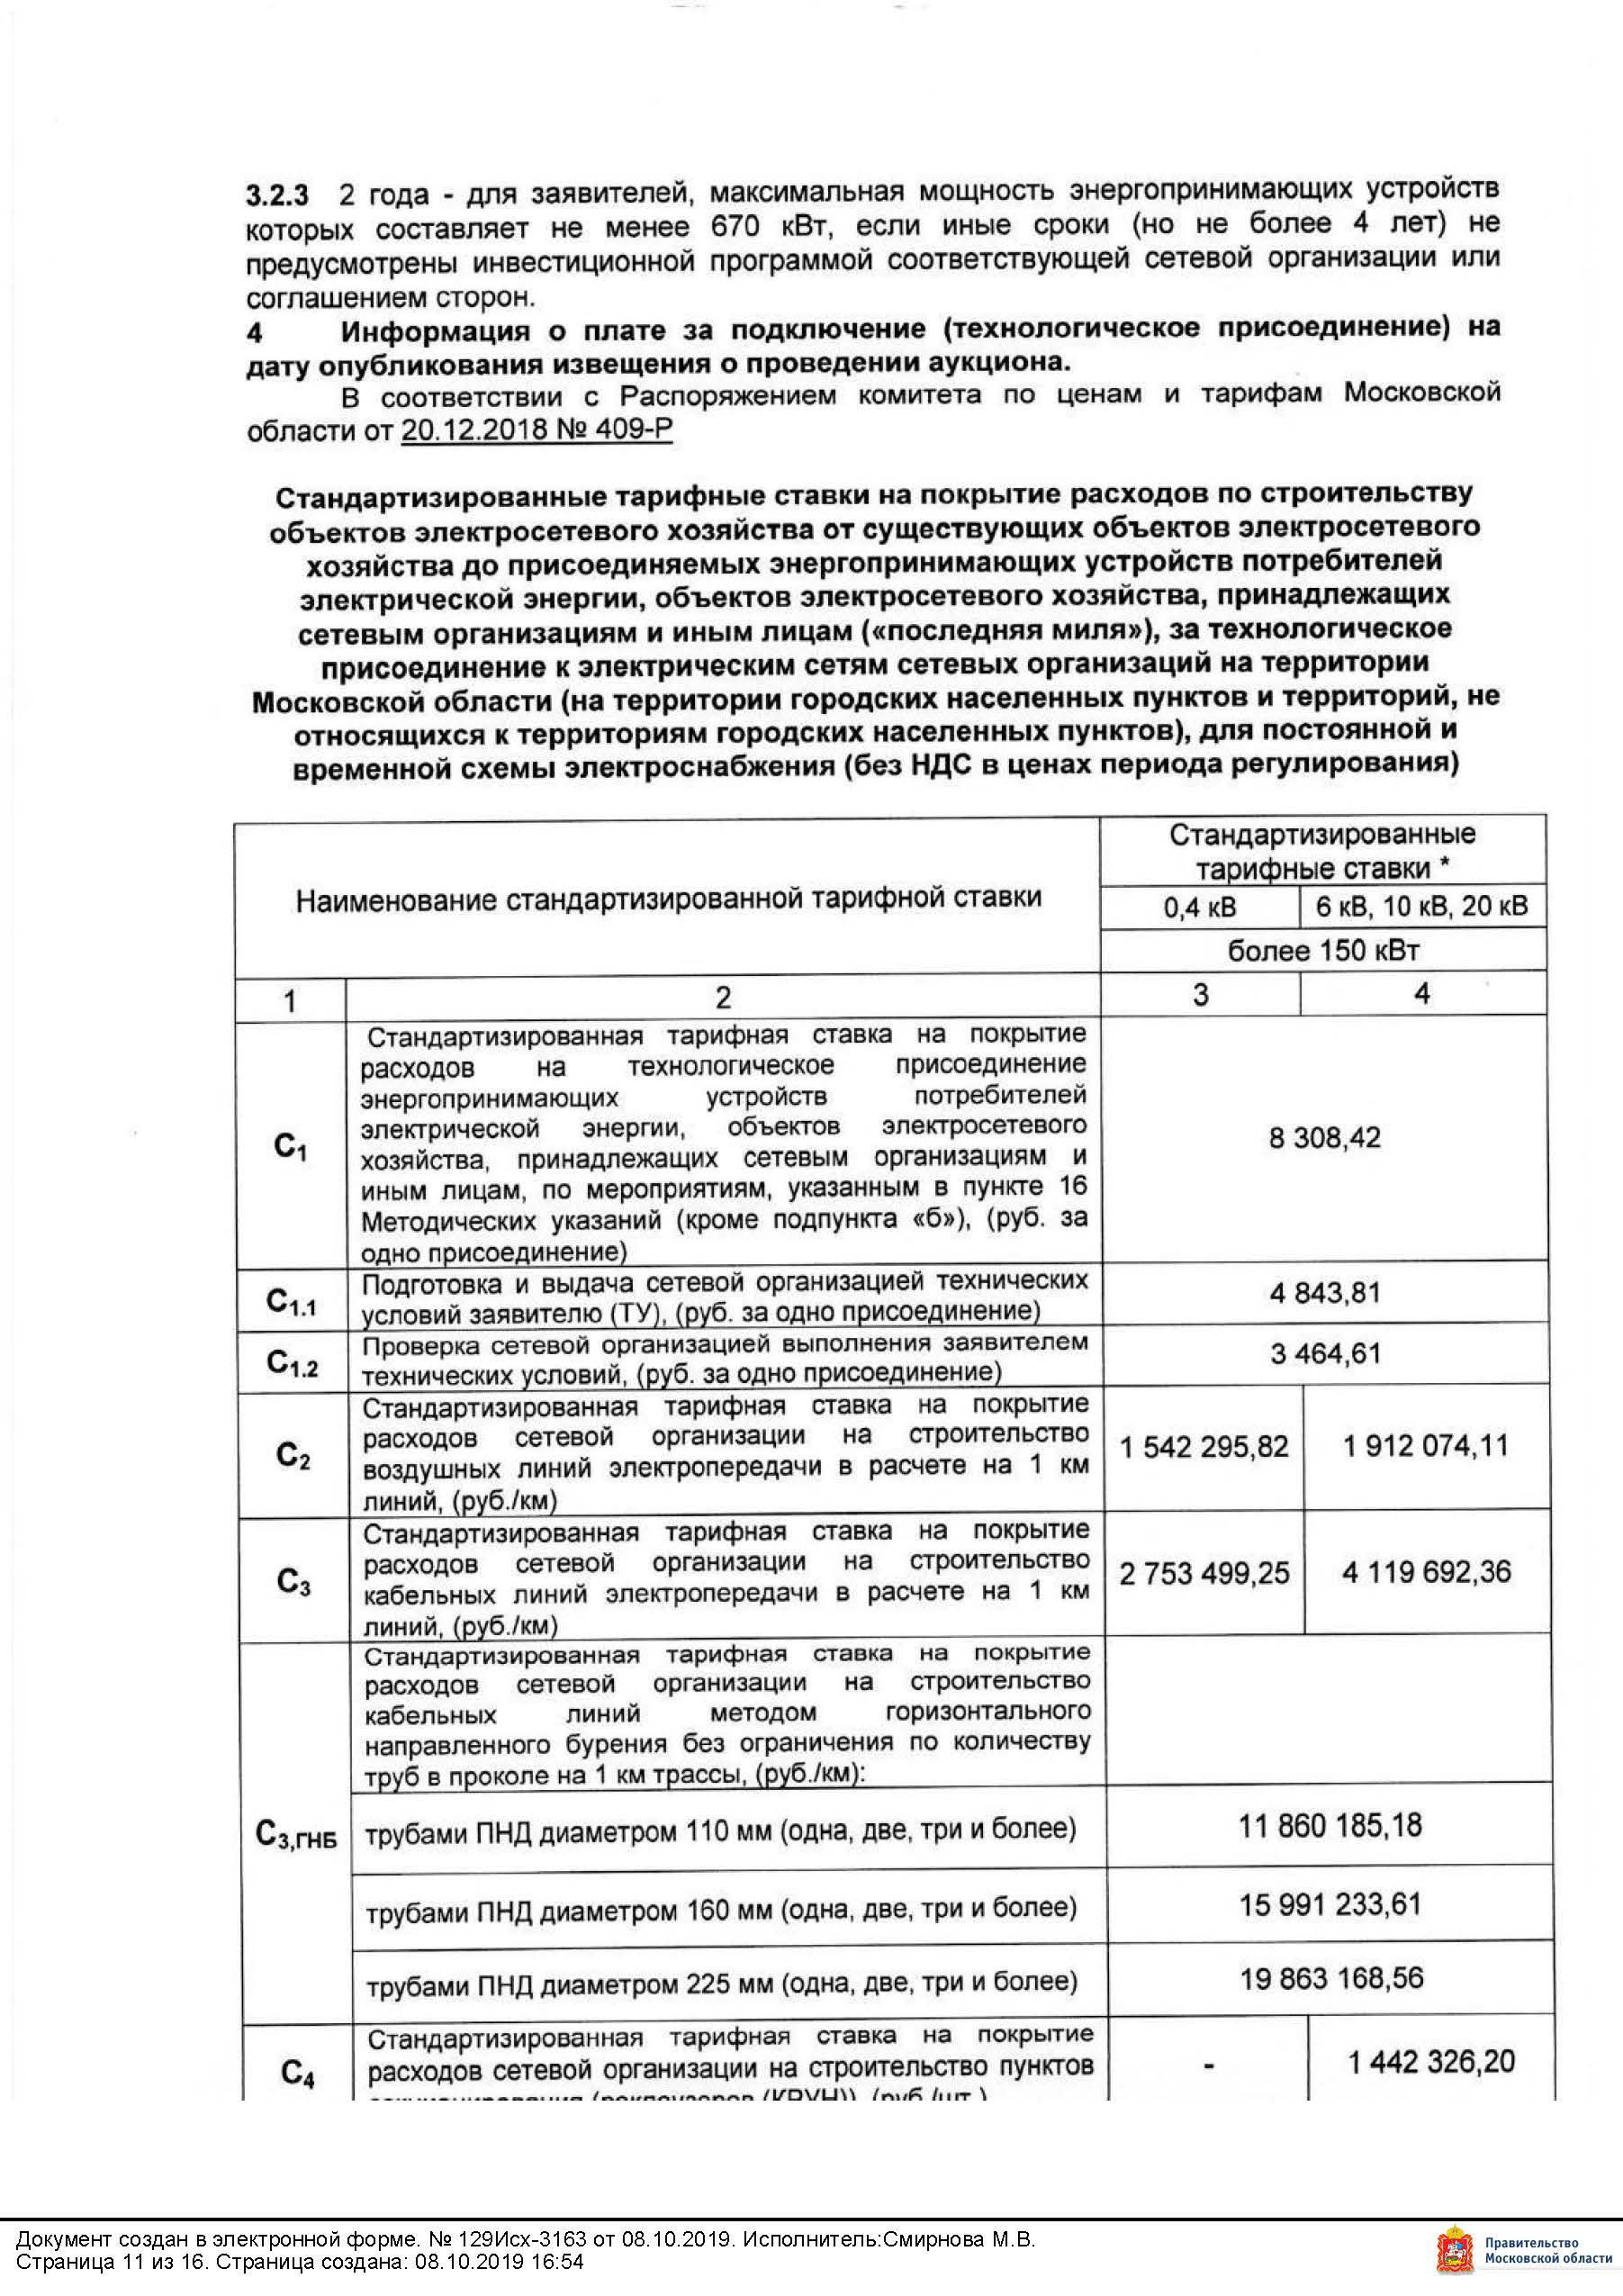 3.2.3 2 года - для заявителей, максимальная мощность энергопринимающих устройств
которых составляет не менее 670 кВт, если иные сроки (но не более 4 лет) не
предусмотрены инвестиционной программой соответствующей сетевой организации или
соглашением сторон.
4 Информация о плате за подключение (технологическое присоединение) на
дату опубликования извещения о проведении аукциона.
В соответствии с Распоряжением комитета по ценам и тарифам Московской
области от 20.12.2018 № 409-Р
Стандартизированные тарифные ставки на покрытие расходов по строительству
объектов электросетевого хозяйства от существующих объектов электросетевого
хозяйства до присоединяемых энергопринимающих устройств потребителей
электрической энергии, объектов электросетевого хозяйства, принадлежащих
сетевым организациям и иным лицам («последняя миля»), за технологическое
присоединение к электрическим сетям сетевых организаций на территории
Московской области (на территории городских населенных пунктов и территорий, не
относящихся к территориям городских населенных пунктов), для постоянной и
временной схемы электроснабжения (без НДС в ценах периода регулирования)
Наименование стандартизированной тарифной ставки
Стандартизированные
тарифные ставки *
0,4 кВ
6 кВ, 10 кВ, 20 кВ
более 150 кВт
1 2 3 4
С1
Стандартизированная тарифная ставка на покрытие
расходов на технологическое присоединение
энергопринимающих устройств потребителей
электрической энергии, объектов электросетевого
хозяйства, принадлежащих сетевым организациям и
иным лицам, по мероприятиям, указанным в пункте 16
Методических указаний (кроме подпункта «б»), (руб. за
одно присоединение)
8 308,42
С1.1
Подготовка и выдача сетевой организацией технических
условий заявителю (ТУ), (руб. за одно присоединение)
4 843,81
С1.2
Проверка сетевой организацией выполнения заявителем
технических условий, (руб. за одно присоединение)
3 464,61
С2
Стандартизированная тарифная ставка на покрытие
расходов сетевой организации на строительство
воздушных линий электропередачи в расчете на 1 км
линий, (руб./км)
1 542 295,82
1 912 074,11
С3
Стандартизированная тарифная ставка на покрытие
расходов сетевой организации на строительство
кабельных линий электропередачи в расчете на 1 км
линий, (руб./км)
2 753 499,25
4 119 692,36
С3,ГНБ
Стандартизированная тарифная ставка на покрытие
расходов сетевой организации на строительство
кабельных линий методом горизонтального
направленного бурения без ограничения по количеству
труб в проколе на 1 км трассы, (руб./км):
трубами ПНД диаметром 110 мм (одна, две, три и более)
11 860 185,18
трубами ПНД диаметром 160 мм (одна, две, три и более)
15 991 233,61
трубами ПНД диаметром 225 мм (одна, две, три и более)
19 863 168,56
С4
Стандартизированная тарифная ставка на покрытие
расходов сетевой организации на строительство пунктов
(КРУН)), (руб./шт.)
-
1 442 326,20
Документ создан в электронной форме. № 129Исх-3163 от 08.10.2019. Исполнитель:Смирнова М.В.
Страница 11 из 16. Страница создана: 08.10.2019 16:54
Правительство
Московской области